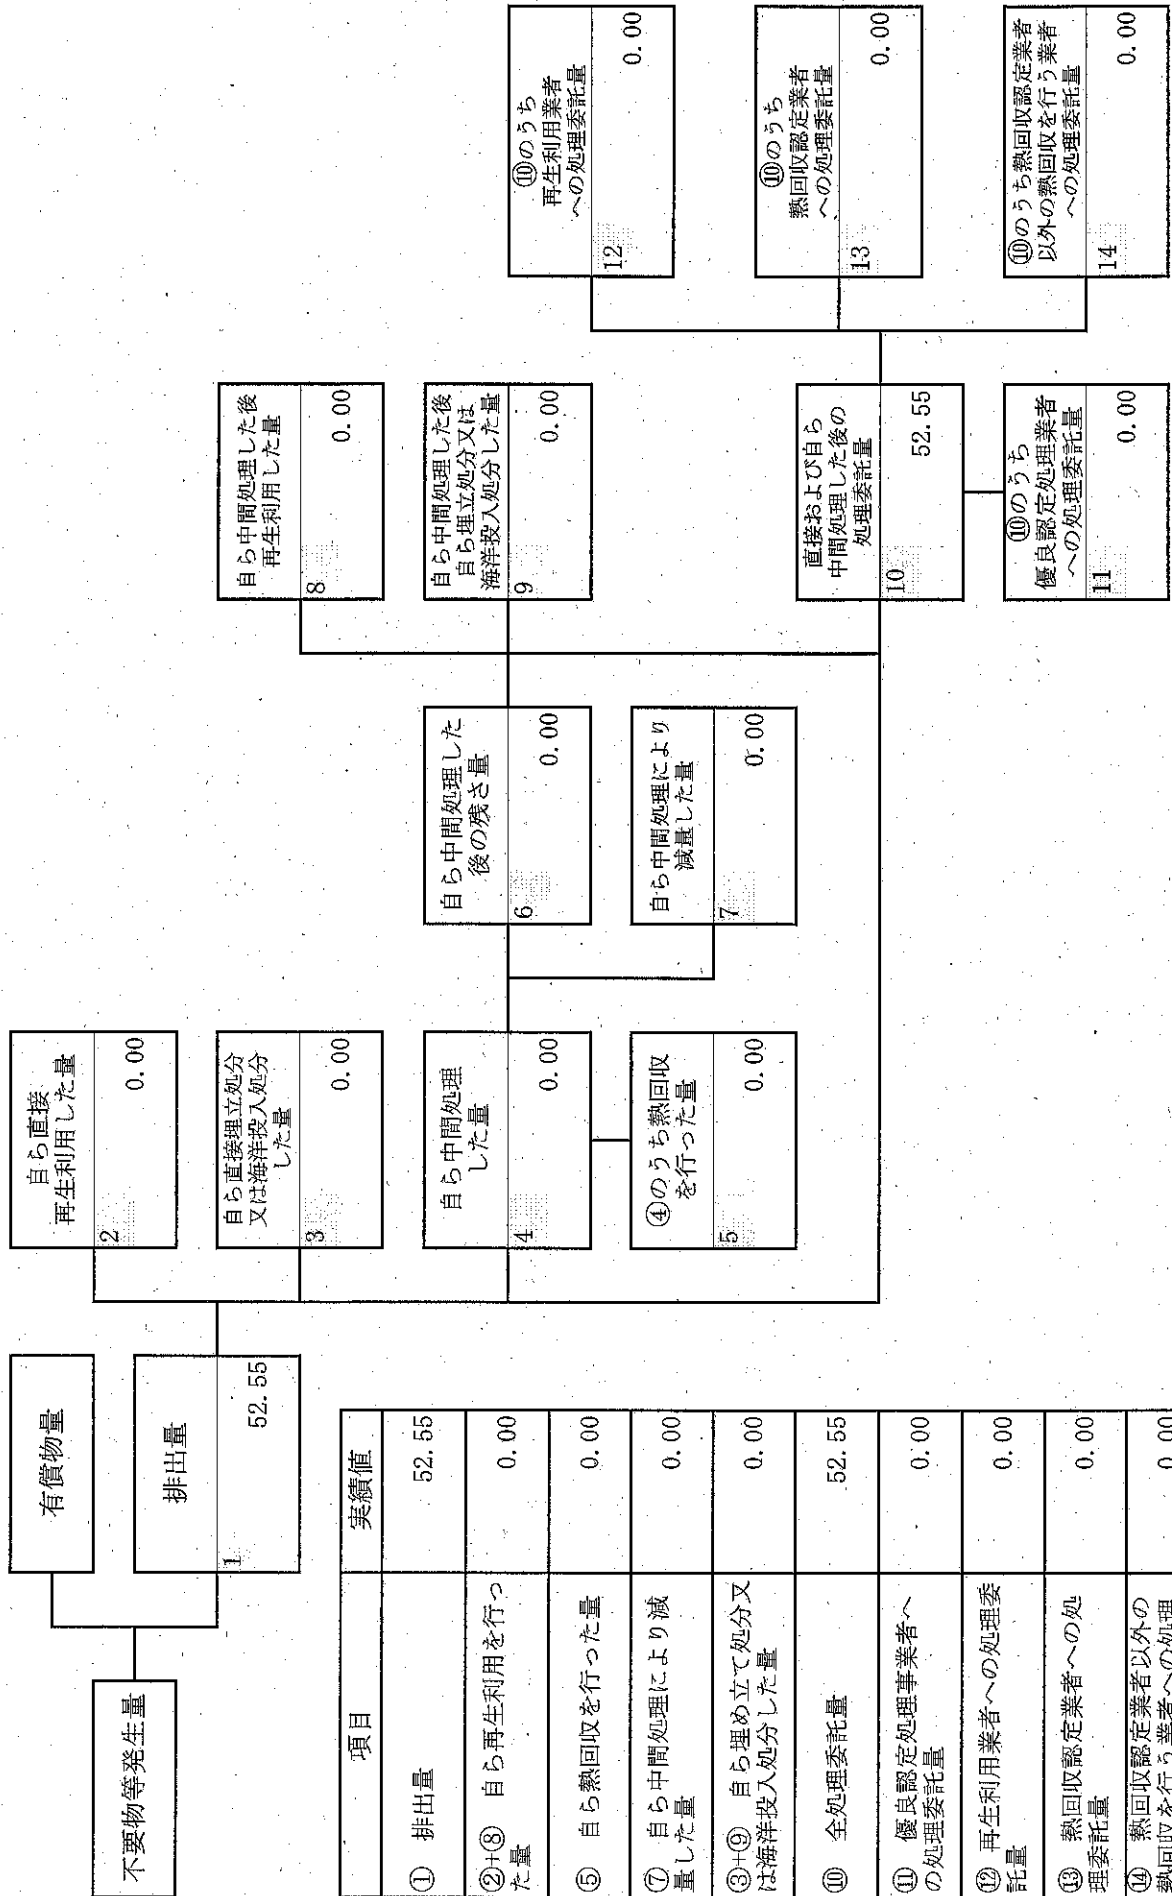 不要物等発生量
有償物量
排出量
1
52.55
自ら直接
再生利用した量
2
0.00
自ら直接埋立処分
又は海洋投入処分
した量
3
0.00
自ら中間処理
した量
4
0.00
④のうち熱回収
を行った量
5
0.00
自ら中間処理した
後の残さ量
6
0.00
自ら中間処理により
減量した量
7
0.00
自ら中間処理した後
再生利用した量
8
0.00
自ら中間処理した後
自ら埋立処分又は
海洋投入処分した量
9
0.00
直接および自ら
中間処理した後の
処理委託量
10
52.55
⑩のうち
優良認定処理業者
への処理委託量
11
0.00
⑩のうち
再生利用業者
への処理委託量
12
0.00
⑩のうち
熱回収認定業者
への処理委託量
13
0.00
⑩のうち熱回収認定業者
以外の熱回収を行う業者
への処理委託量
14
0.00
項目 実績値
① 排出量 52.55
②+⑧ 自ら再生利用を行っ
た量 0.00
⑤ 自ら熱回収を行った量 0.00
⑦ 自ら中間処理により減
量した量 0.00
③+⑨ 自ら埋め立て処分又
は海洋投入処分した量 0.00
⑩ 全処理委託量 52.55
⑪ 優良認定処理事業者へ
の処理委託量 0.00
⑫ 再生利用業者への処理委
託量 0.00
⑬ 熱回収認定業者への処
理委託量 0.00
⑭ 熱回収認定業者以外の
熱回収を行う業者への処理 0.00